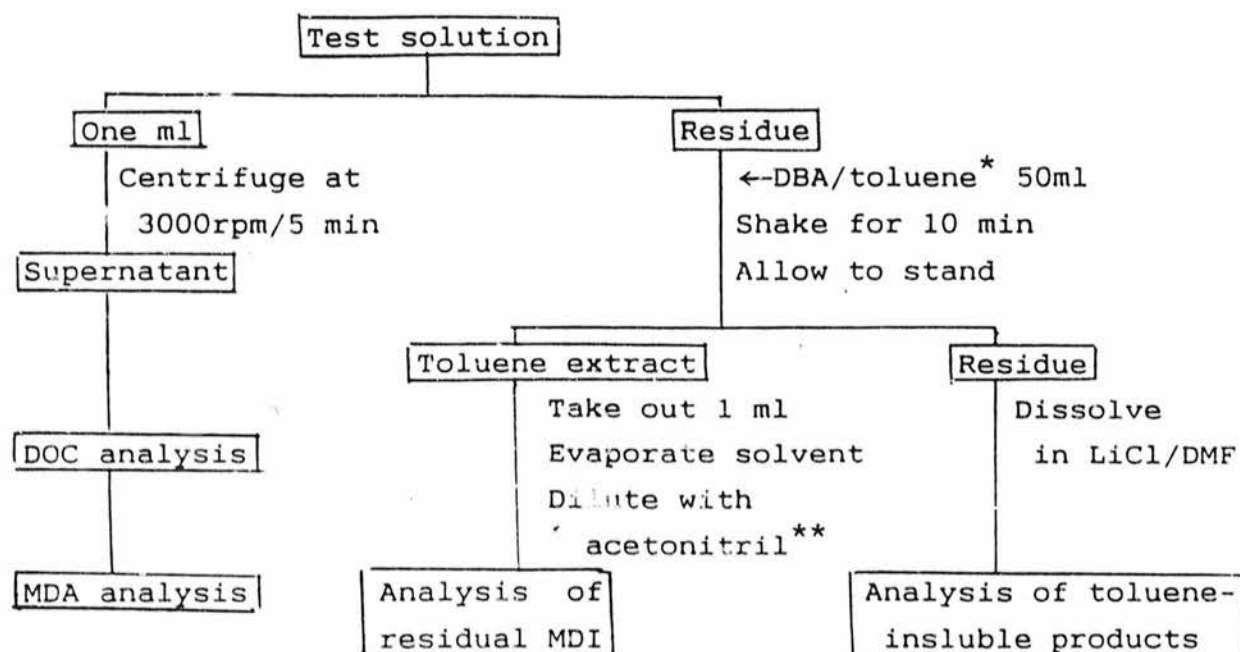 Test solution
One ml
Residue
Centrifuge at
3000rpm/5 min
←DBA/toluene* 50ml
Shake for 10 min
Allow to stand
Supernatant
Toluene extract
Residue
Take out 1 ml
Evaporate solvent
Dilute with
acetonitril**
Dissolve
in LiCl/DMF
DOC analysis
MDA analysis
Analysis of
residual MDI
Analysis of toluene-
insluble products